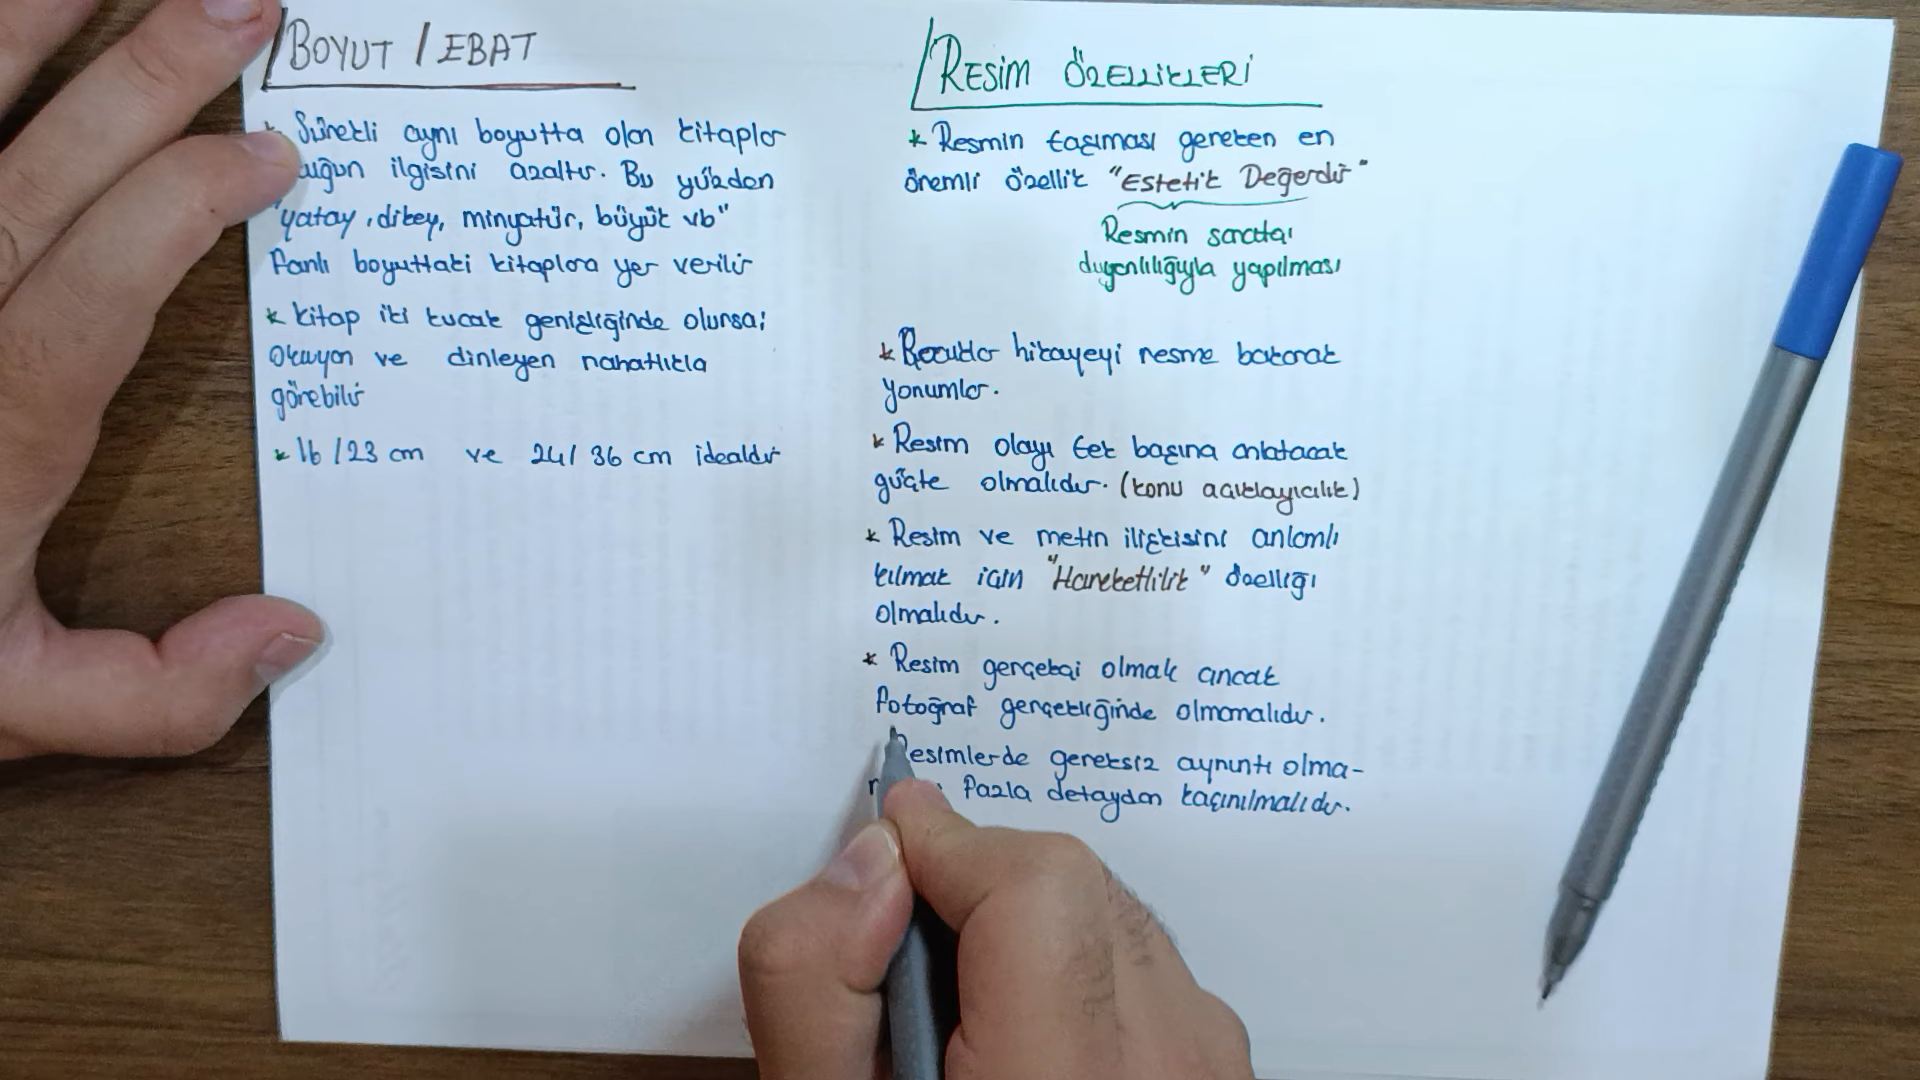 BOYUT / EBAT
* Sürekli aynı boyutta olan kitaplar
ilgisini azaltır. Bu yüzden
"yatay, dikey, minyatür, büyük vb"
farklı boyuttaki kitaplara yer verilir
* Kitap iki kucak genişliğinde olursa;
Okuyan ve dinleyen rahatlıkla
görebilir
* 16/23 cm ve 24/36 cm idealdir
RESİM ÖZELLİKLERİ
* Resmin taşıması gereken en
önemli özellik "Estetik Değerdir"
Resmin sanatçı
duyarlılığıyla yapılması
* Çocuklar hikayeyi resme bakarak
yorumlar.
* Resim olayı tek başına anlatacak
güçte olmalıdır. (konu açıklayıcılık)
* Resim ve metin ilişkisini anlamlı
kılmak için "Hareketlilik" özelliği
olmalıdır.
* Resim gerçekçi olmalı ancak
fotoğraf gerçekliğinde olmamalıdır.
Resimlerde gereksiz ayrıntı olma-
fazla detaydan kaçınılmalıdır.